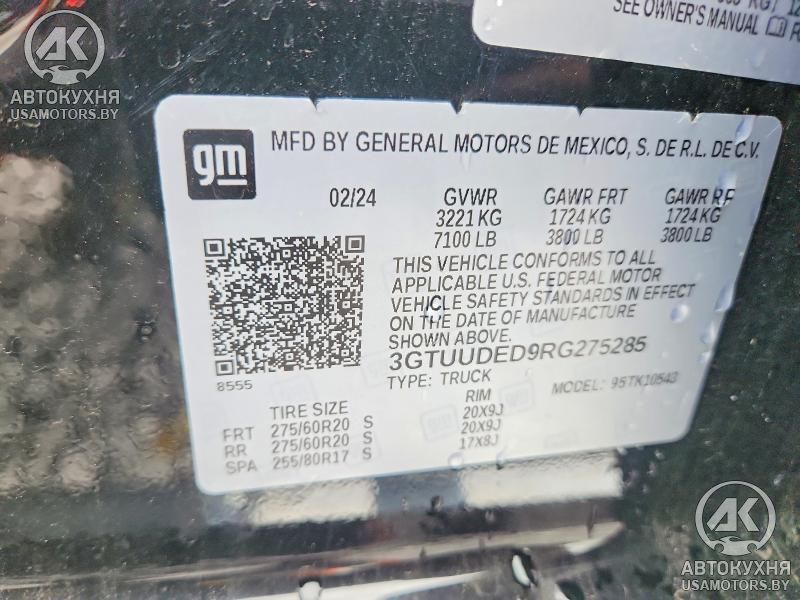 SEE OWNER'S MANUAL
АК
АВТОКУХНЯ
USAMOTORS.BY
gm
MFD BY GENERAL MOTORS DE MEXICO, S. DE R.L. DE C.V.
02/24 GVWR GAWR FRT GAWR RR
3221 KG 1724 KG 1724 KG
7100 LB 3800 LB 3800 LB
THIS VEHICLE CONFORMS TO ALL
APPLICABLE U.S. FEDERAL MOTOR
VEHICLE SAFETY STANDARDS IN EFFECT
ON THE DATE OF MANUFACTURE
SHOWN ABOVE.
3GTUUDED9RG275285
8555
TYPE: TRUCK MODEL: 95TK10543
TIRE SIZE RIM
FRT 275/60R20 S 20X9J
RR 275/60R20 S 20X9J
SPA 255/80R17 S 17X8J
АК
АВТОКУХНЯ
USAMOTORS.BY